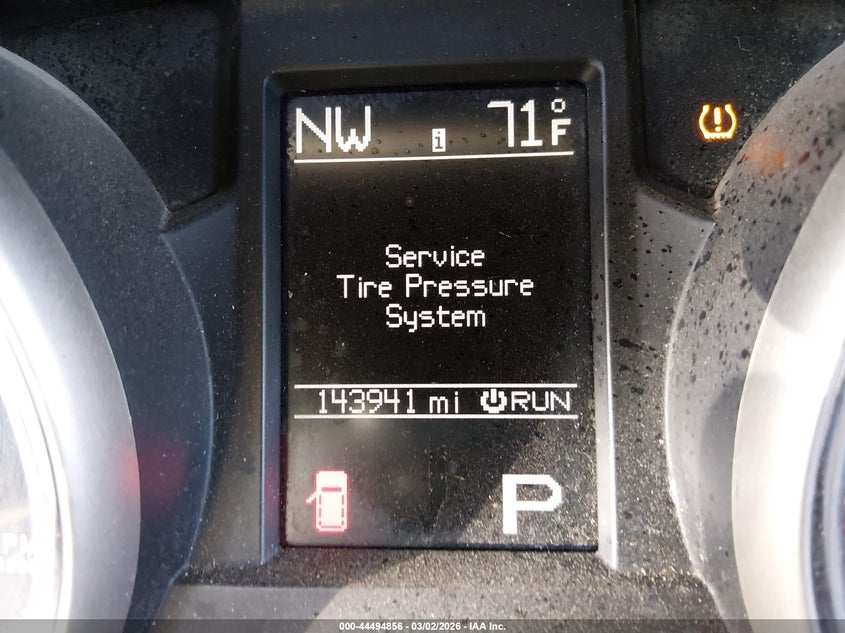 NW i 71°F
Service
Tire Pressure
System
143941 mi RUN
P
000-44494856 - 03/02/2026 - IAA Inc.